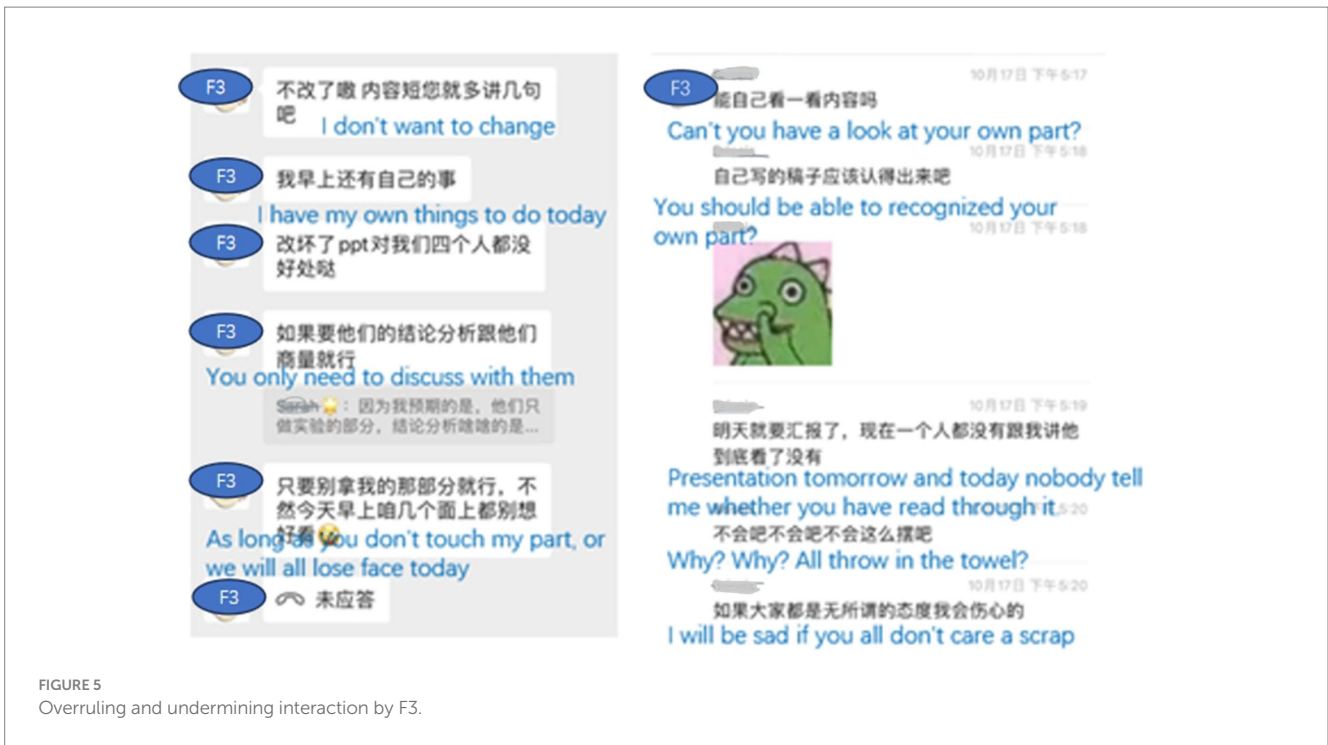 F3
不改了嗷 内容短您就多讲几句
吧
I don't want to change
F3
我早上还有自己的事
I have my own things to do today
F3
改坏了ppt对我们四个人都没
好处哒
F3
如果要他们的结论分析跟他们
商量就行
You only need to discuss with them
Sarah🌟：因为我预期的是，他们只
做实验的部分，结论分析啥啥的是...
F3
只要别拿我的那部分就行，不
然今天早上咱几个面上都别想
好看😭
As long as you don't touch my part, or
we will all lose face today
F3
未应答
F3
10月17日 下午5:17
能自己看一看内容吗
Can't you have a look at your own part?
10月17日 下午5:18
自己写的稿子应该认得出来吧
You should be able to recognized your
own part?
10月17日 下午5:18
10月17日 下午5:19
明天就要汇报了，现在一个人都没有跟我讲他
到底看了没有
Presentation tomorrow and today nobody tell
me whether you have read through it.
5:20
不会吧不会吧不会这么摆吧
Why? Why? All throw in the towel?
10月17日 下午5:20
如果大家都是无所谓的态度我会伤心的
I will be sad if you all don't care a scrap
FIGURE 5
Overruling and undermining interaction by F3.